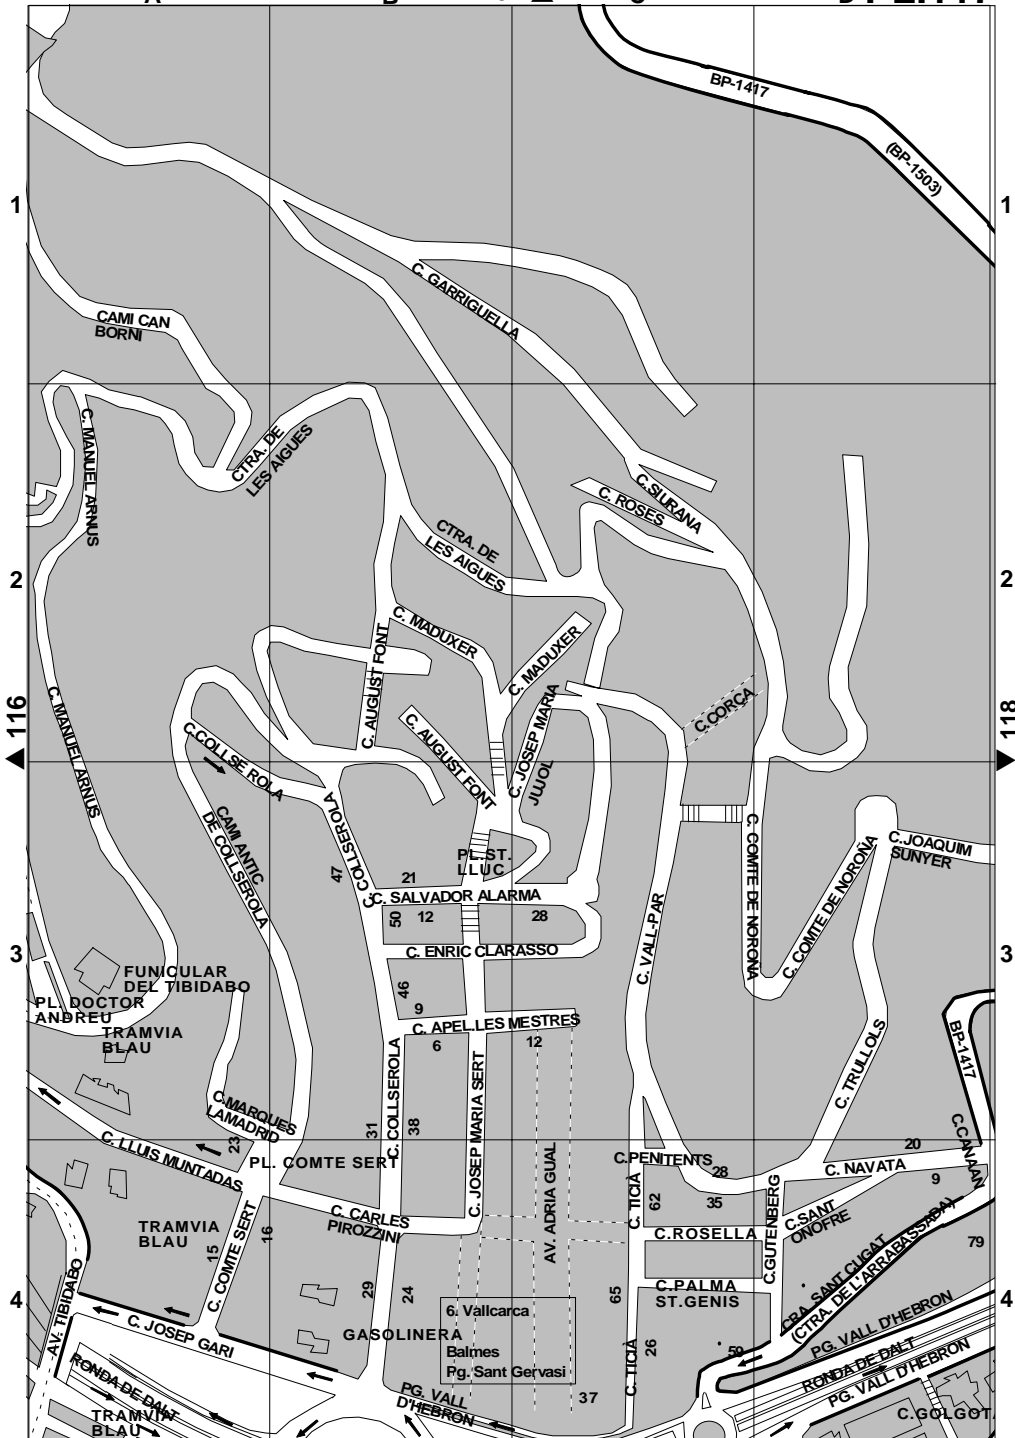 BP-1417
(BP-1503)
1
1
C. GARRIGUELLA
CAMI CAN
BORNI
C. MANUEL ARNUS
CTRA. DE
LES AIGUES
C.SIURANA
C. ROSES
CTRA. DE
LES AIGUES
2
2
C. MADUXER
C. MADUXER
C. AUGUST FONT
C. JOSEP MARIA
JUJOL
C. MANUEL ARNUS
116
118
C.CORÇA
C. AUGUST FONT
C.COLLSEROLA
C. COLLSEROLA
CAMI ANTIC
DE COLLSEROLA
C. COMTE DE NOROÑA
C. COMTE DE NOROÑA
C.JOAQUIM
SUNYER
PL.ST.
LLUC
47
21
C. SALVADOR ALARMA
50
12
28
C. VALL-PAR
C. ENRIC CLARASSO
3
3
FUNICULAR
DEL TIBIDABO
PL. DOCTOR
ANDREU
46
9
C. APEL.LES MESTRES
6
12
TRAMVIA
BLAU
C. TRULLOLS
BP-1417
C. COLLSEROLA
C. JOSEP MARIA SERT
C.MARQUES
LAMADRID
23
31
38
C. LLUIS MUNTADAS
PL. COMTE SERT
C.PENITENTS
28
20
C. NAVATA
9
C.CANAAN
AV. ADRIA GUAL
C. TICIÀ
62
35
C. CARLES
PIROZZINI
C.SANT
ONOFRE
C.GUTENBERG
C.ROSELLA
TRAMVIA
BLAU
15
C. COMTE SERT
16
79
CRA. SANT CUGAT
(CTRA. DE L'ARRABASSADA)
C.PALMA
ST.GENIS
29
24
65
4
4
AV. TIBIDABO
6. Vallcarca
Balmes
Pg. Sant Gervasi
C. JOSEP GARI
GASOLINERA
C. TICIÀ
26
59
PG. VALL D'HEBRON
RONDA DE DALT
PG. VALL D'HEBRON
RONDA DE DALT
PG. VALL
D'HEBRON
37
TRAMVIA
BLAU